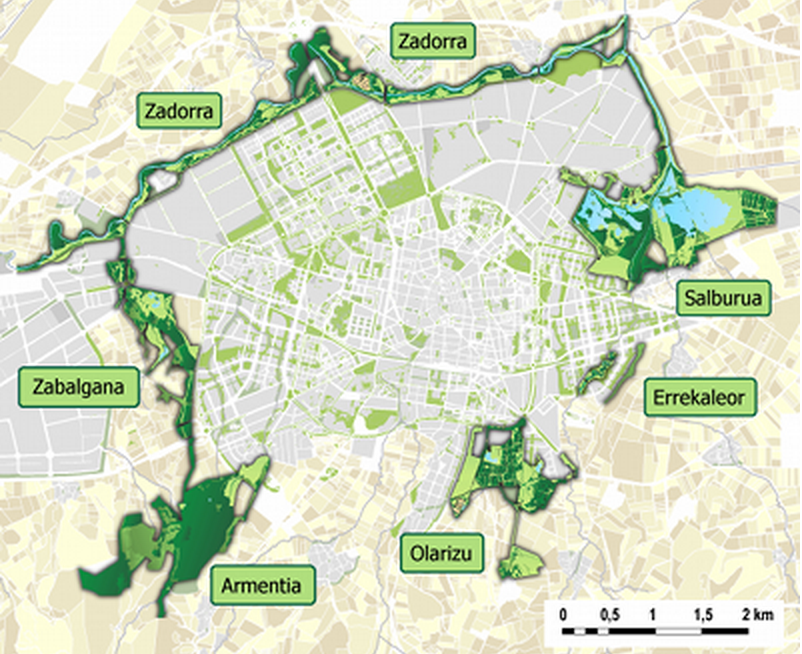 Zadorra
Zadorra
Salburua
Zabalgana
Errekaleor
Olarizu
Armentia
0 0,5 1 1,5 2 km